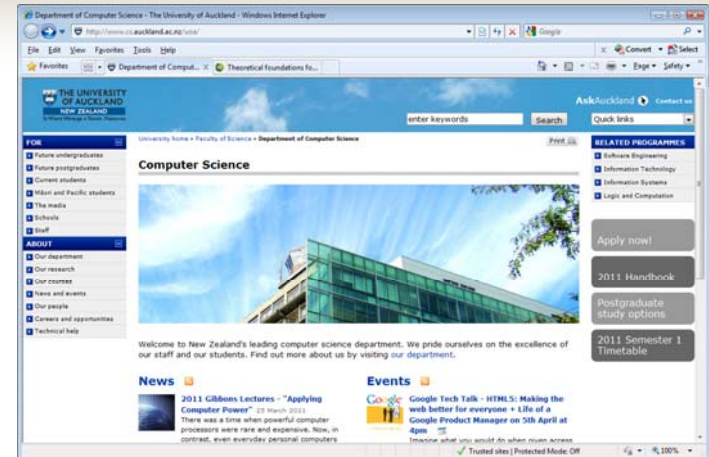 Department of Computer Science - The University of Auckland - Windows Internet Explorer
http://www.cs.auckland.ac.nz/uoa/
Google
File Edit View Favorites Tools Help
Convert Select
Favorites
Department of Comput... X
Theoretical foundations fo...
Page Safety
THE UNIVERSITY
OF AUCKLAND
NEW ZEALAND
AskAuckland Contact us
enter keywords
Search
Quick links
FOR
Future undergraduates
Future postgraduates
Current students
Māori and Pacific students
The media
Schools
Staff
ABOUT
Our department
Our research
Our courses
News and events
Our people
Careers and opportunities
Technical help
University home » Faculty of Science » Department of Computer Science
Print
Computer Science
Welcome to New Zealand's leading computer science department. We pride ourselves on the excellence of
our staff and our students. Find out more about us by visiting our department.
News
2011 Gibbons Lectures - "Applying
Computer Power" 25 March 2011
There was a time when powerful computer
processors were rare and expensive. Now, in
contrast, even everyday personal computers
Events
Google
Google Tech Talk - HTML5: Making the
web better for everyone + Life of a
Google Product Manager on 5th April at
4pm
Imagine what you would do when given access
RELATED PROGRAMMES
Software Engineering
Information Technology
Information Systems
Logic and Computation
Apply now!
2011 Handbook
Postgraduate
study options
2011 Semester 1
Timetable
Trusted sites | Protected Mode: Off
100%